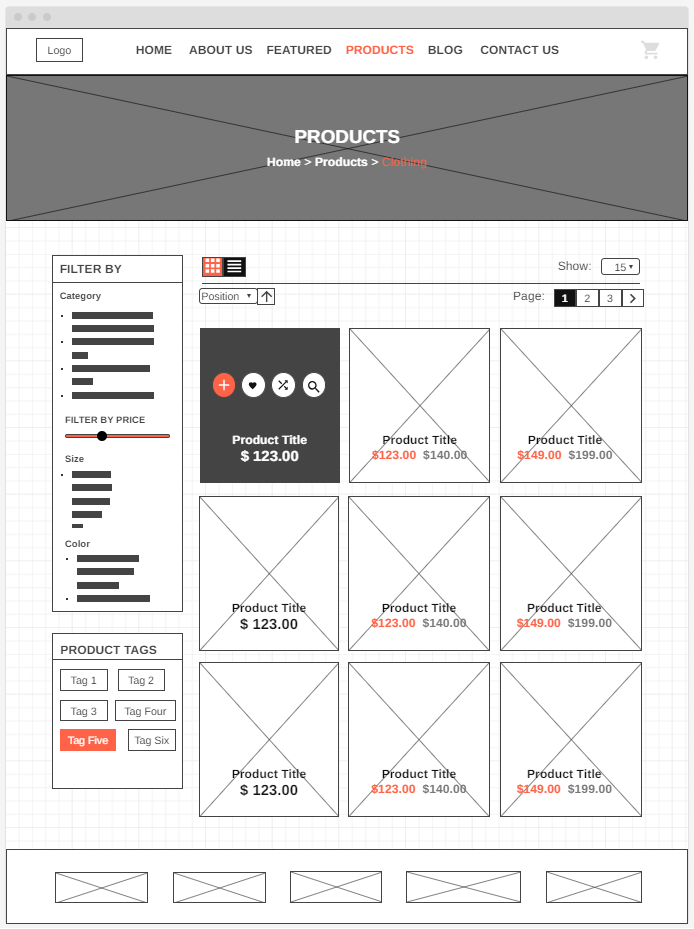 Logo HOME ABOUT US FEATURED PRODUCTS BLOG CONTACT US
PRODUCTS
Home > Products > Clothing
FILTER BY
Category
FILTER BY PRICE
Size
Color
PRODUCT TAGS
Tag 1 Tag 2
Tag 3 Tag Four
Tag Five Tag Six
Show: 15
Position Page: 1 2 3
Product Title Product Title Product Title
$ 123.00 $123.00 $140.00 $149.00 $199.00
Product Title Product Title Product Title
$ 123.00 $123.00 $140.00 $149.00 $199.00
Product Title Product Title Product Title
$ 123.00 $123.00 $140.00 $149.00 $199.00